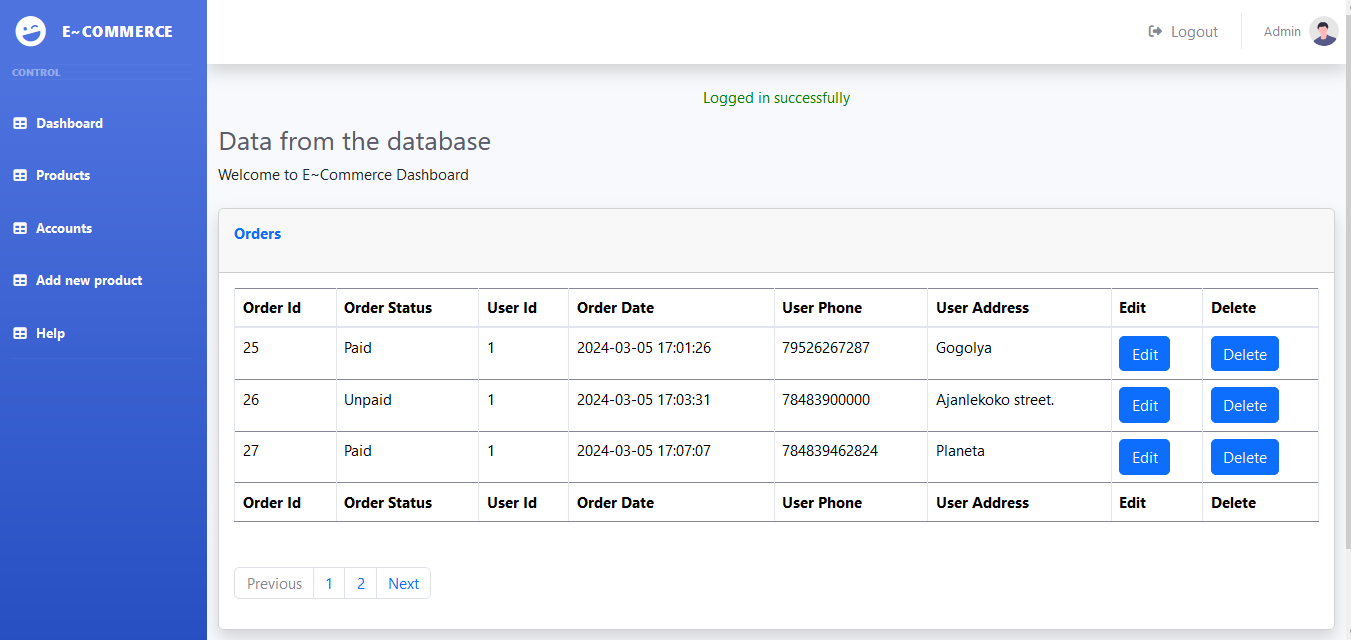 E~COMMERCE
Logout Admin
CONTROL
Dashboard
Products
Accounts
Add new product
Help
Logged in successfully
Data from the database
Welcome to E~Commerce Dashboard
Orders
Order Id Order Status User Id Order Date User Phone User Address Edit Delete
25 Paid 1 2024-03-05 17:01:26 79526267287 Gogolya Edit Delete
26 Unpaid 1 2024-03-05 17:03:31 78483900000 Ajanlekoko street. Edit Delete
27 Paid 1 2024-03-05 17:07:07 784839462824 Planeta Edit Delete
Order Id Order Status User Id Order Date User Phone User Address Edit Delete
Previous 1 2 Next